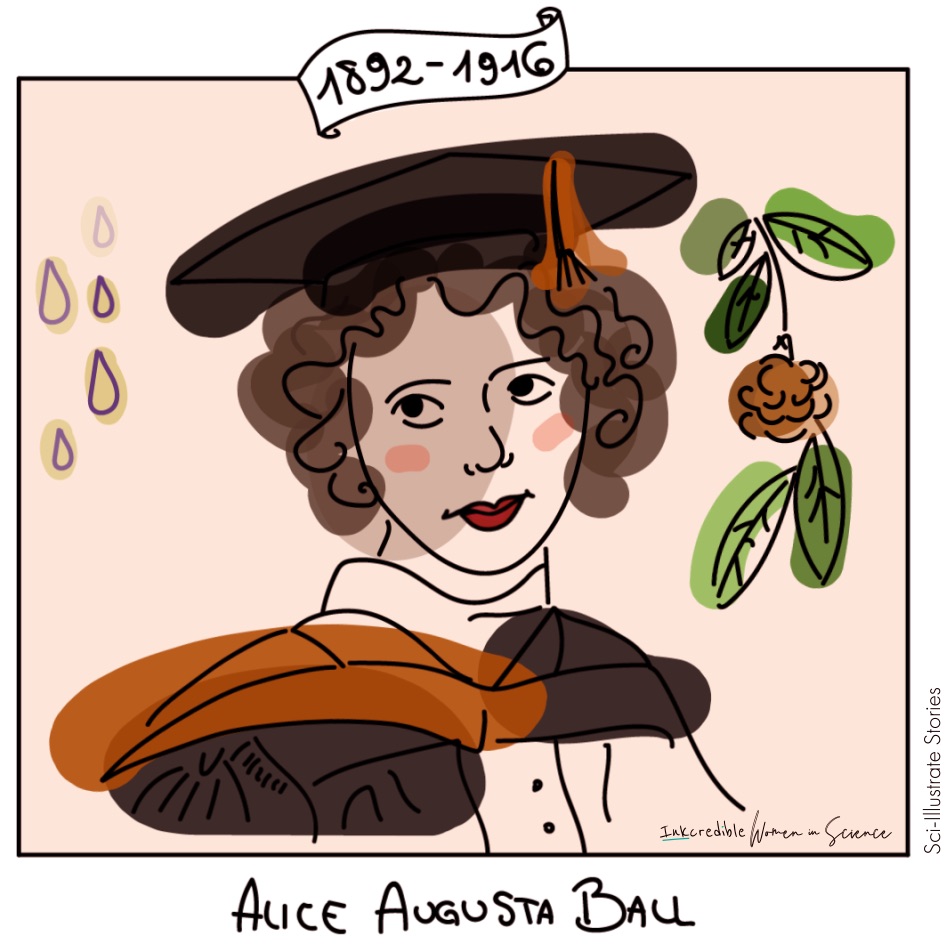 1892-1916
Inkcredible Women in Science
Sci-Illustrate Stories
ALICE AUGUSTA BALL